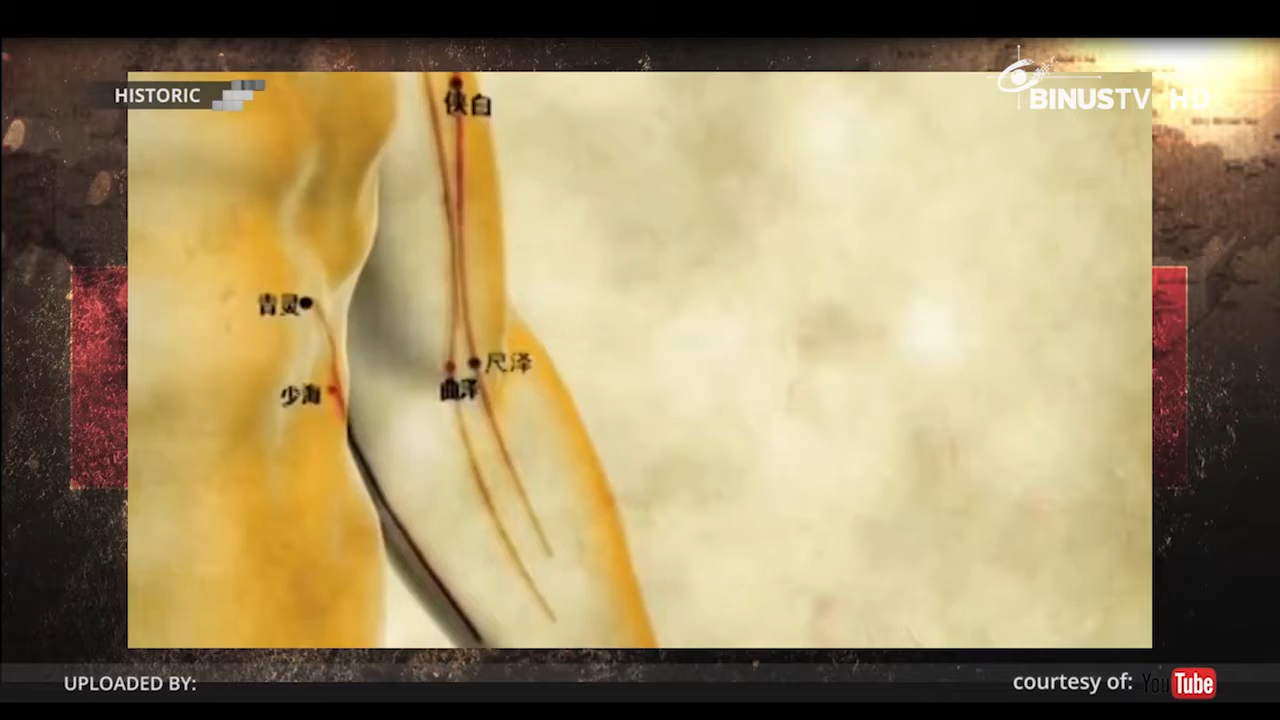 HISTORIC
BINUSTV HD
侠白
青灵
尺泽
曲泽
少海
UPLOADED BY:
courtesy of:
YouTube